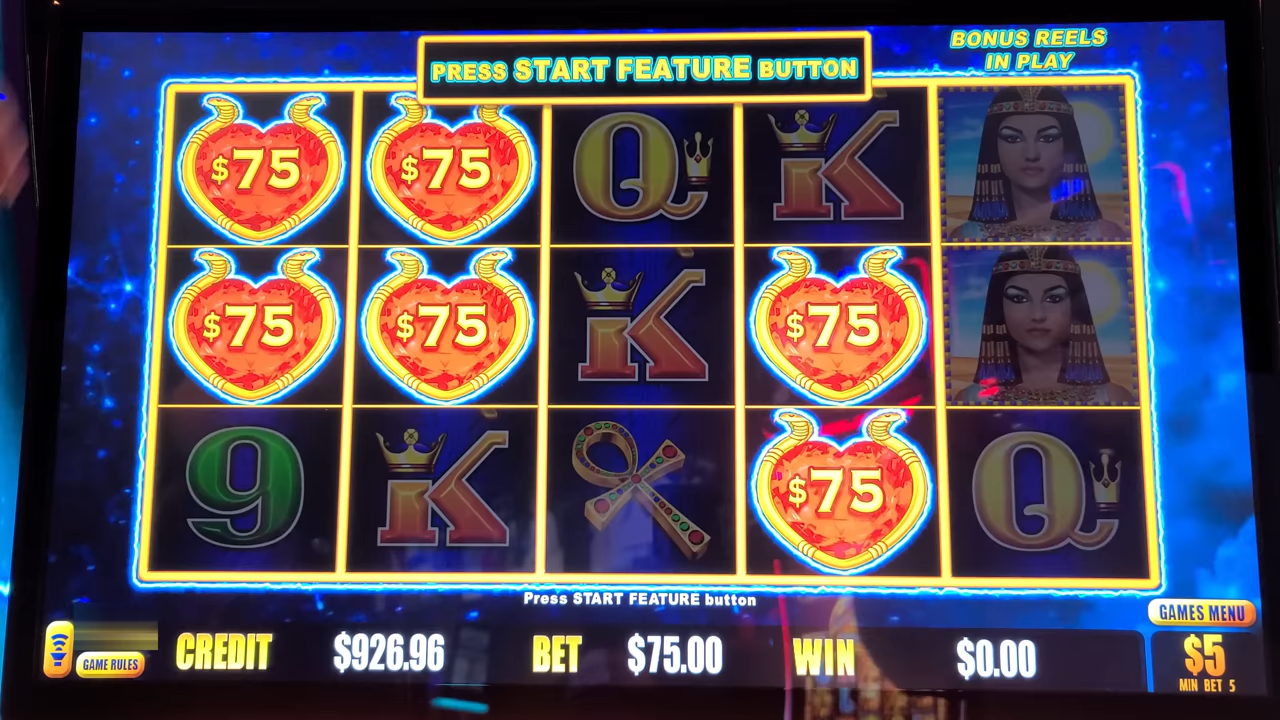 BONUS REELS
IN PLAY
PRESS START FEATURE BUTTON
$75
$75
Q
K
$75
$75
K
$75
9
K
$75
Q
Press START FEATURE button
GAMES MENU
GAME RULES
CREDIT $926.96 BET $75.00 WIN $0.00
$5
MIN BET 5